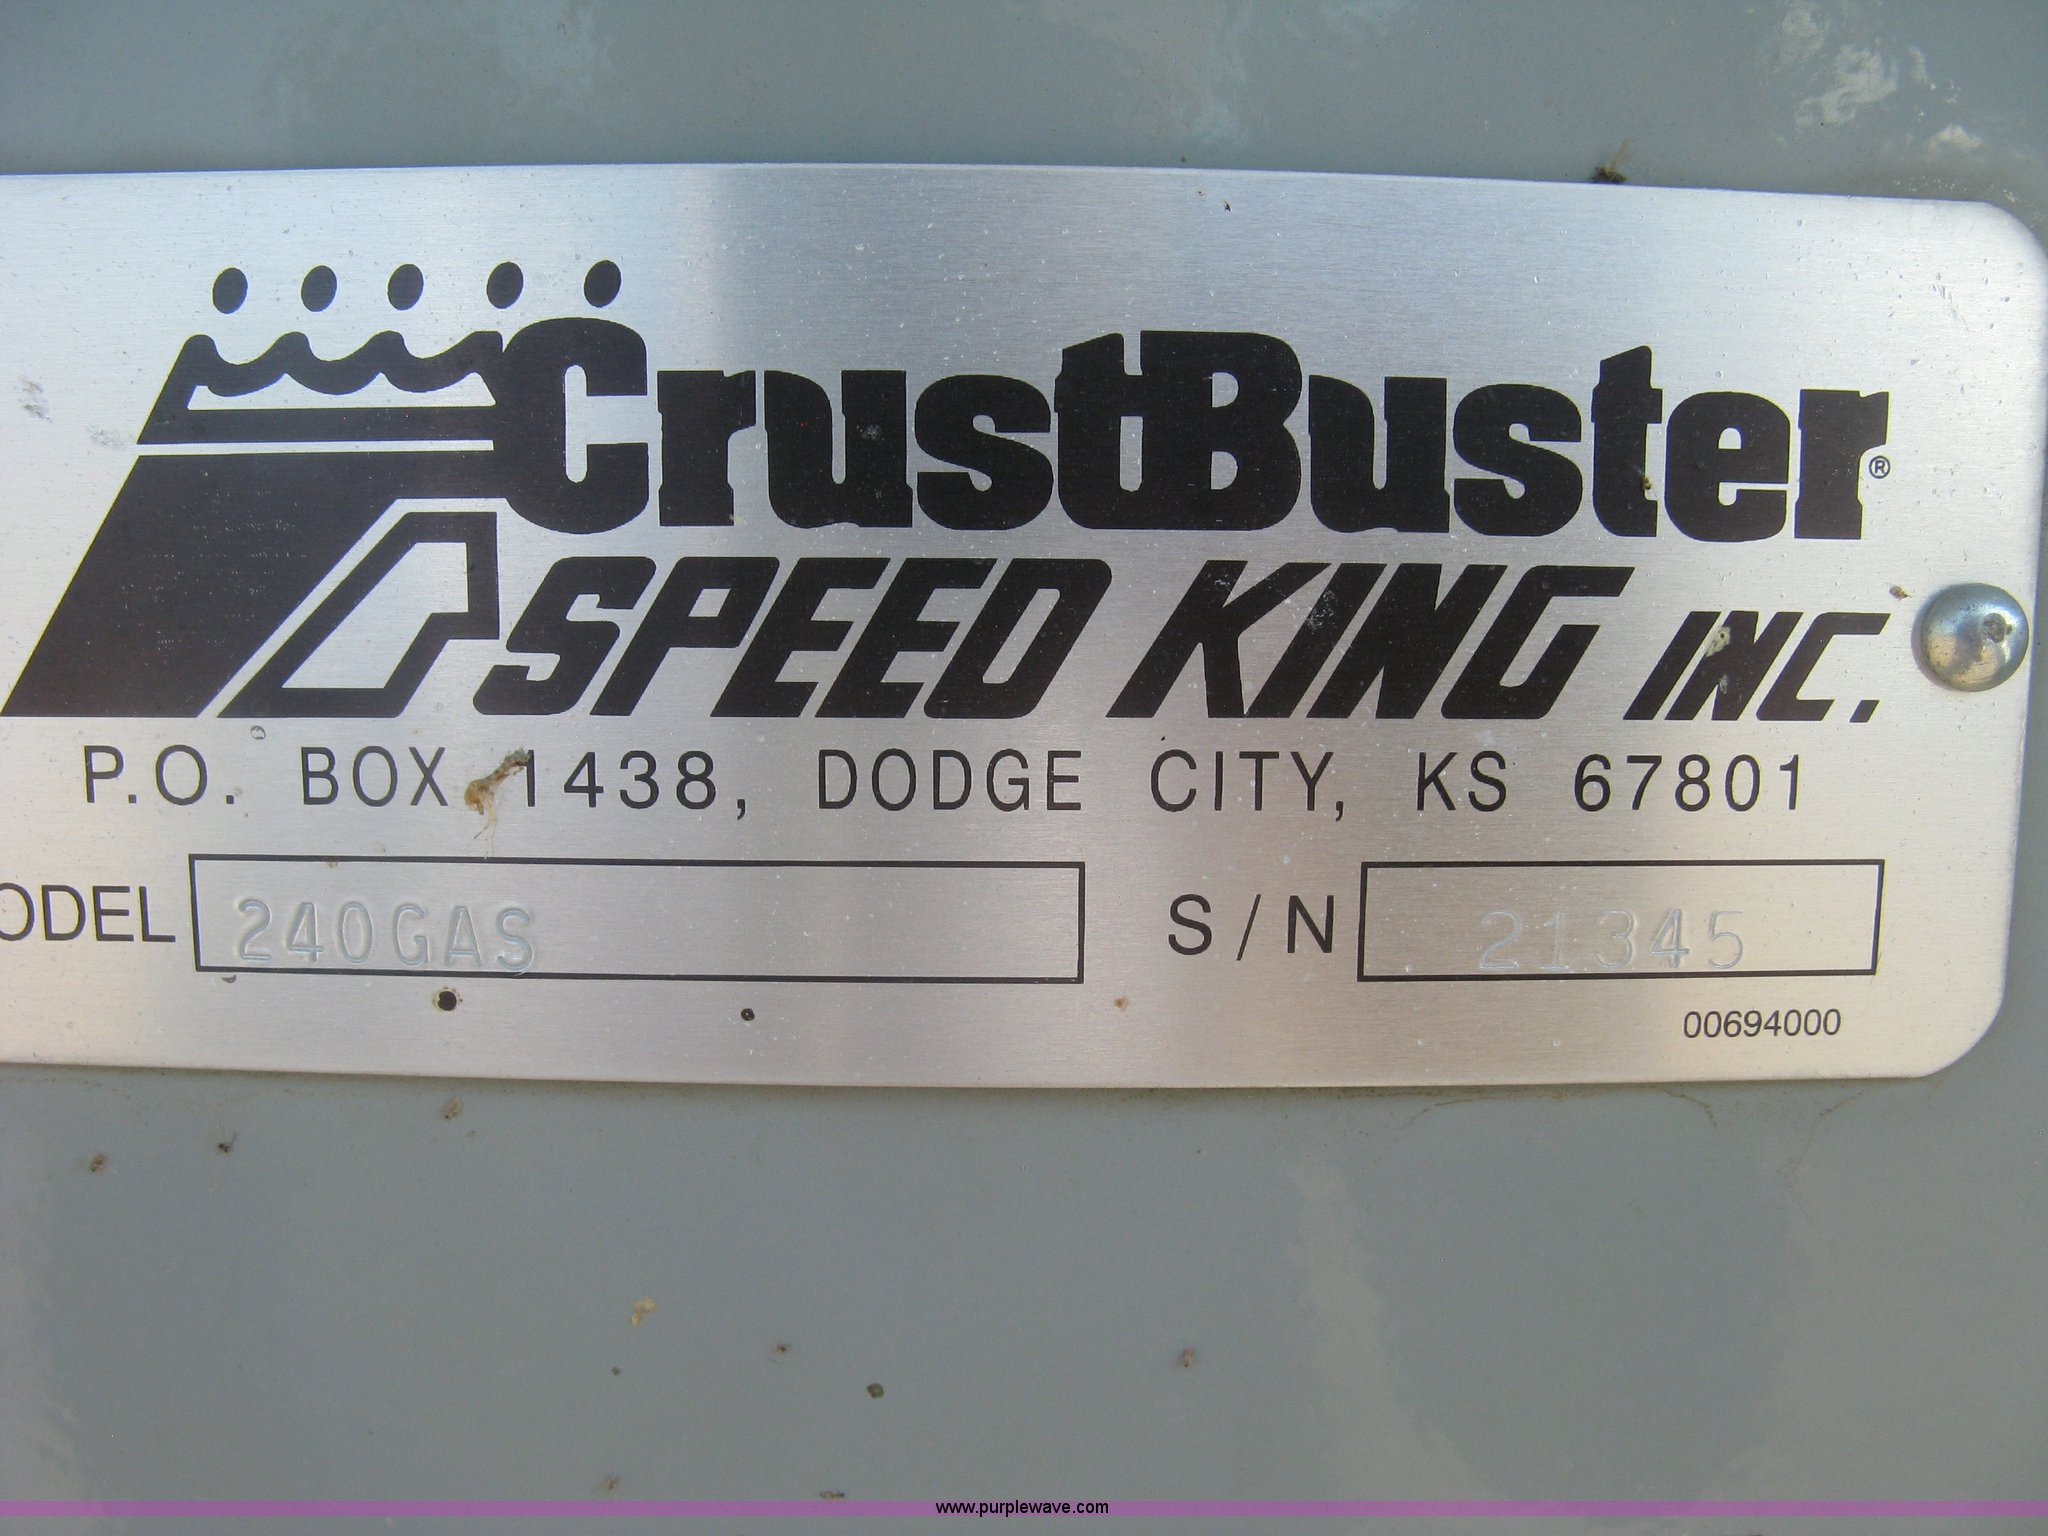 CrustBuster®
SPEED KING INC.
P.O. BOX 1438, DODGE CITY, KS 67801
ODEL 240GAS S/N 21345
00694000
www.purplewave.com